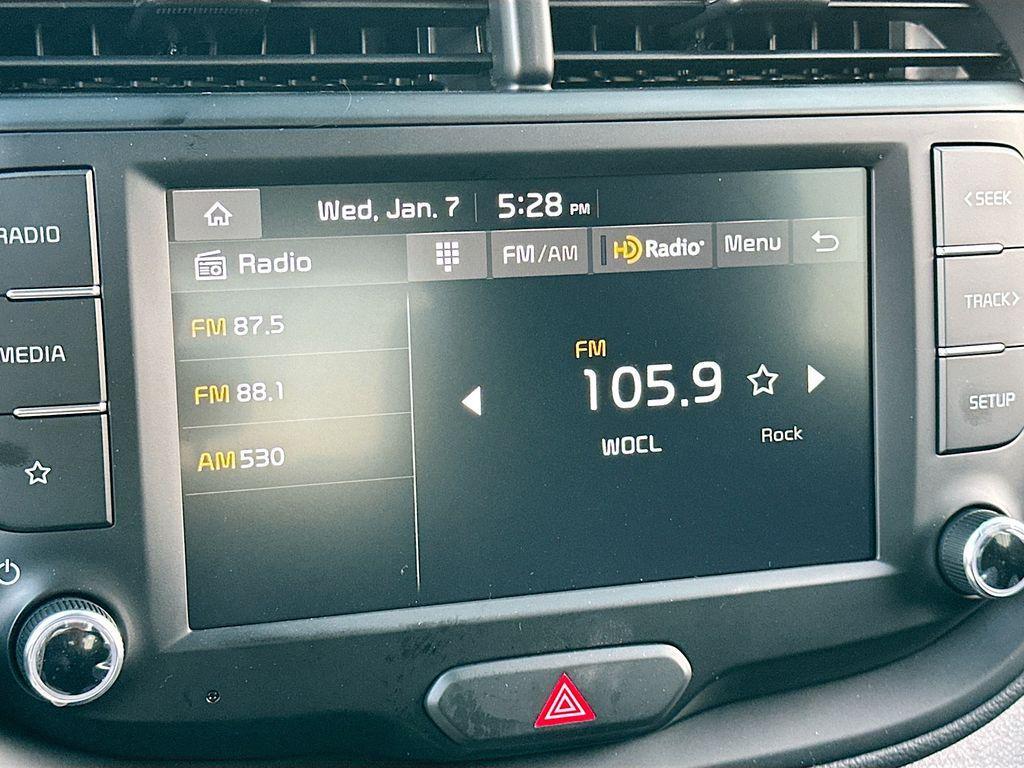 Wed, Jan. 7 5:28 PM
<SEEK
RADIO
Radio FM/AM HD Radio Menu
TRACK>
FM 87.5
MEDIA
FM
FM 88.1
105.9
SETUP
AM 530
WOCL Rock